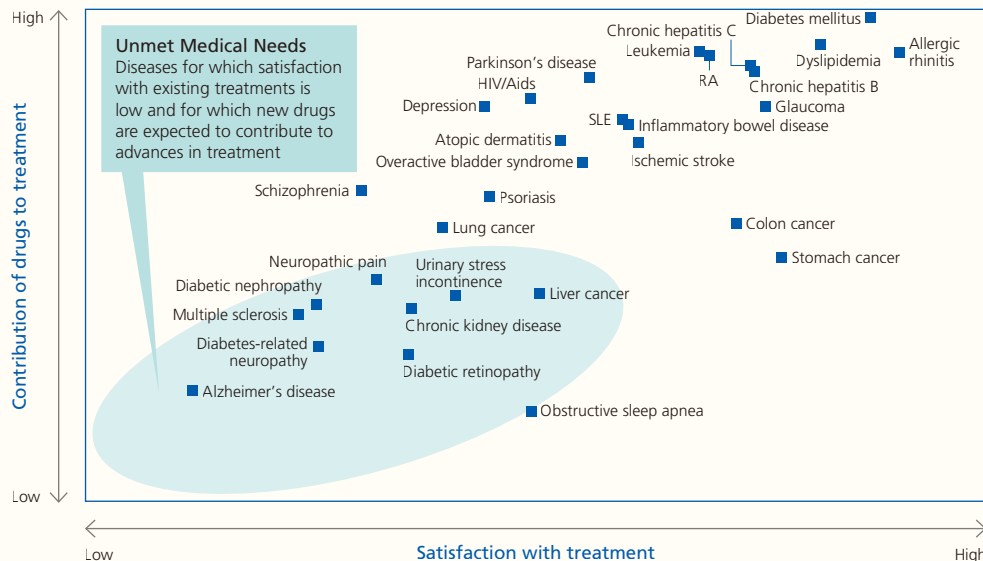 High
Unmet Medical Needs
Diseases for which satisfaction
with existing treatments is
low and for which new drugs
are expected to contribute to
advances in treatment
Diabetes mellitus
Chronic hepatitis C
Leukemia
RA
Dyslipidemia
Allergic
rhinitis
Chronic hepatitis B
Glaucoma
Parkinson's disease
HIV/Aids
Depression
SLE
Inflammatory bowel disease
Atopic dermatitis
Ischemic stroke
Overactive bladder syndrome
Schizophrenia
Psoriasis
Lung cancer
Colon cancer
Stomach cancer
Neuropathic pain
Urinary stress
incontinence
Diabetic nephropathy
Liver cancer
Multiple sclerosis
Chronic kidney disease
Diabetes-related
neuropathy
Diabetic retinopathy
Alzheimer's disease
Obstructive sleep apnea
Contribution of drugs to treatment
Low
Low
Satisfaction with treatment
High